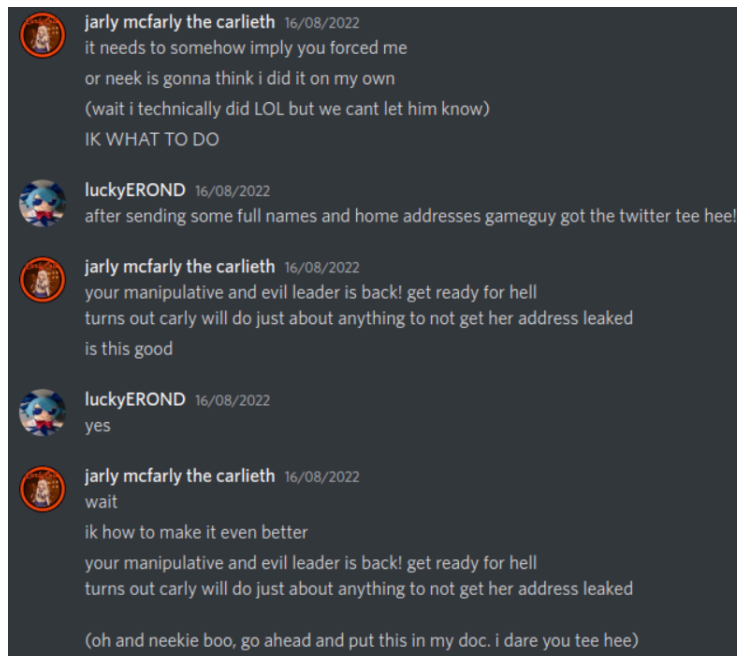 jarly mcfarly the carlieth 16/08/2022
it needs to somehow imply you forced me
or neek is gonna think i did it on my own
(wait i technically did LOL but we cant let him know)
IK WHAT TO DO
luckyEROND 16/08/2022
after sending some full names and home addresses gameguy got the twitter tee hee!
jarly mcfarly the carlieth 16/08/2022
your manipulative and evil leader is back! get ready for hell
turns out carly will do just about anything to not get her address leaked
is this good
luckyEROND 16/08/2022
yes
jarly mcfarly the carlieth 16/08/2022
wait
ik how to make it even better
your manipulative and evil leader is back! get ready for hell
turns out carly will do just about anything to not get her address leaked
(oh and neekie boo, go ahead and put this in my doc. i dare you tee hee)